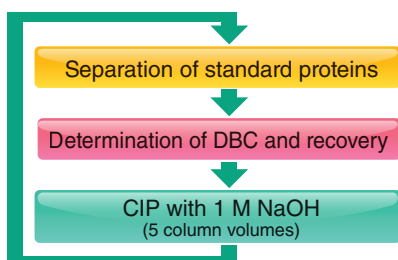 Separation of standard proteins
Determination of DBC and recovery
CIP with 1 M NaOH
(5 column volumes)